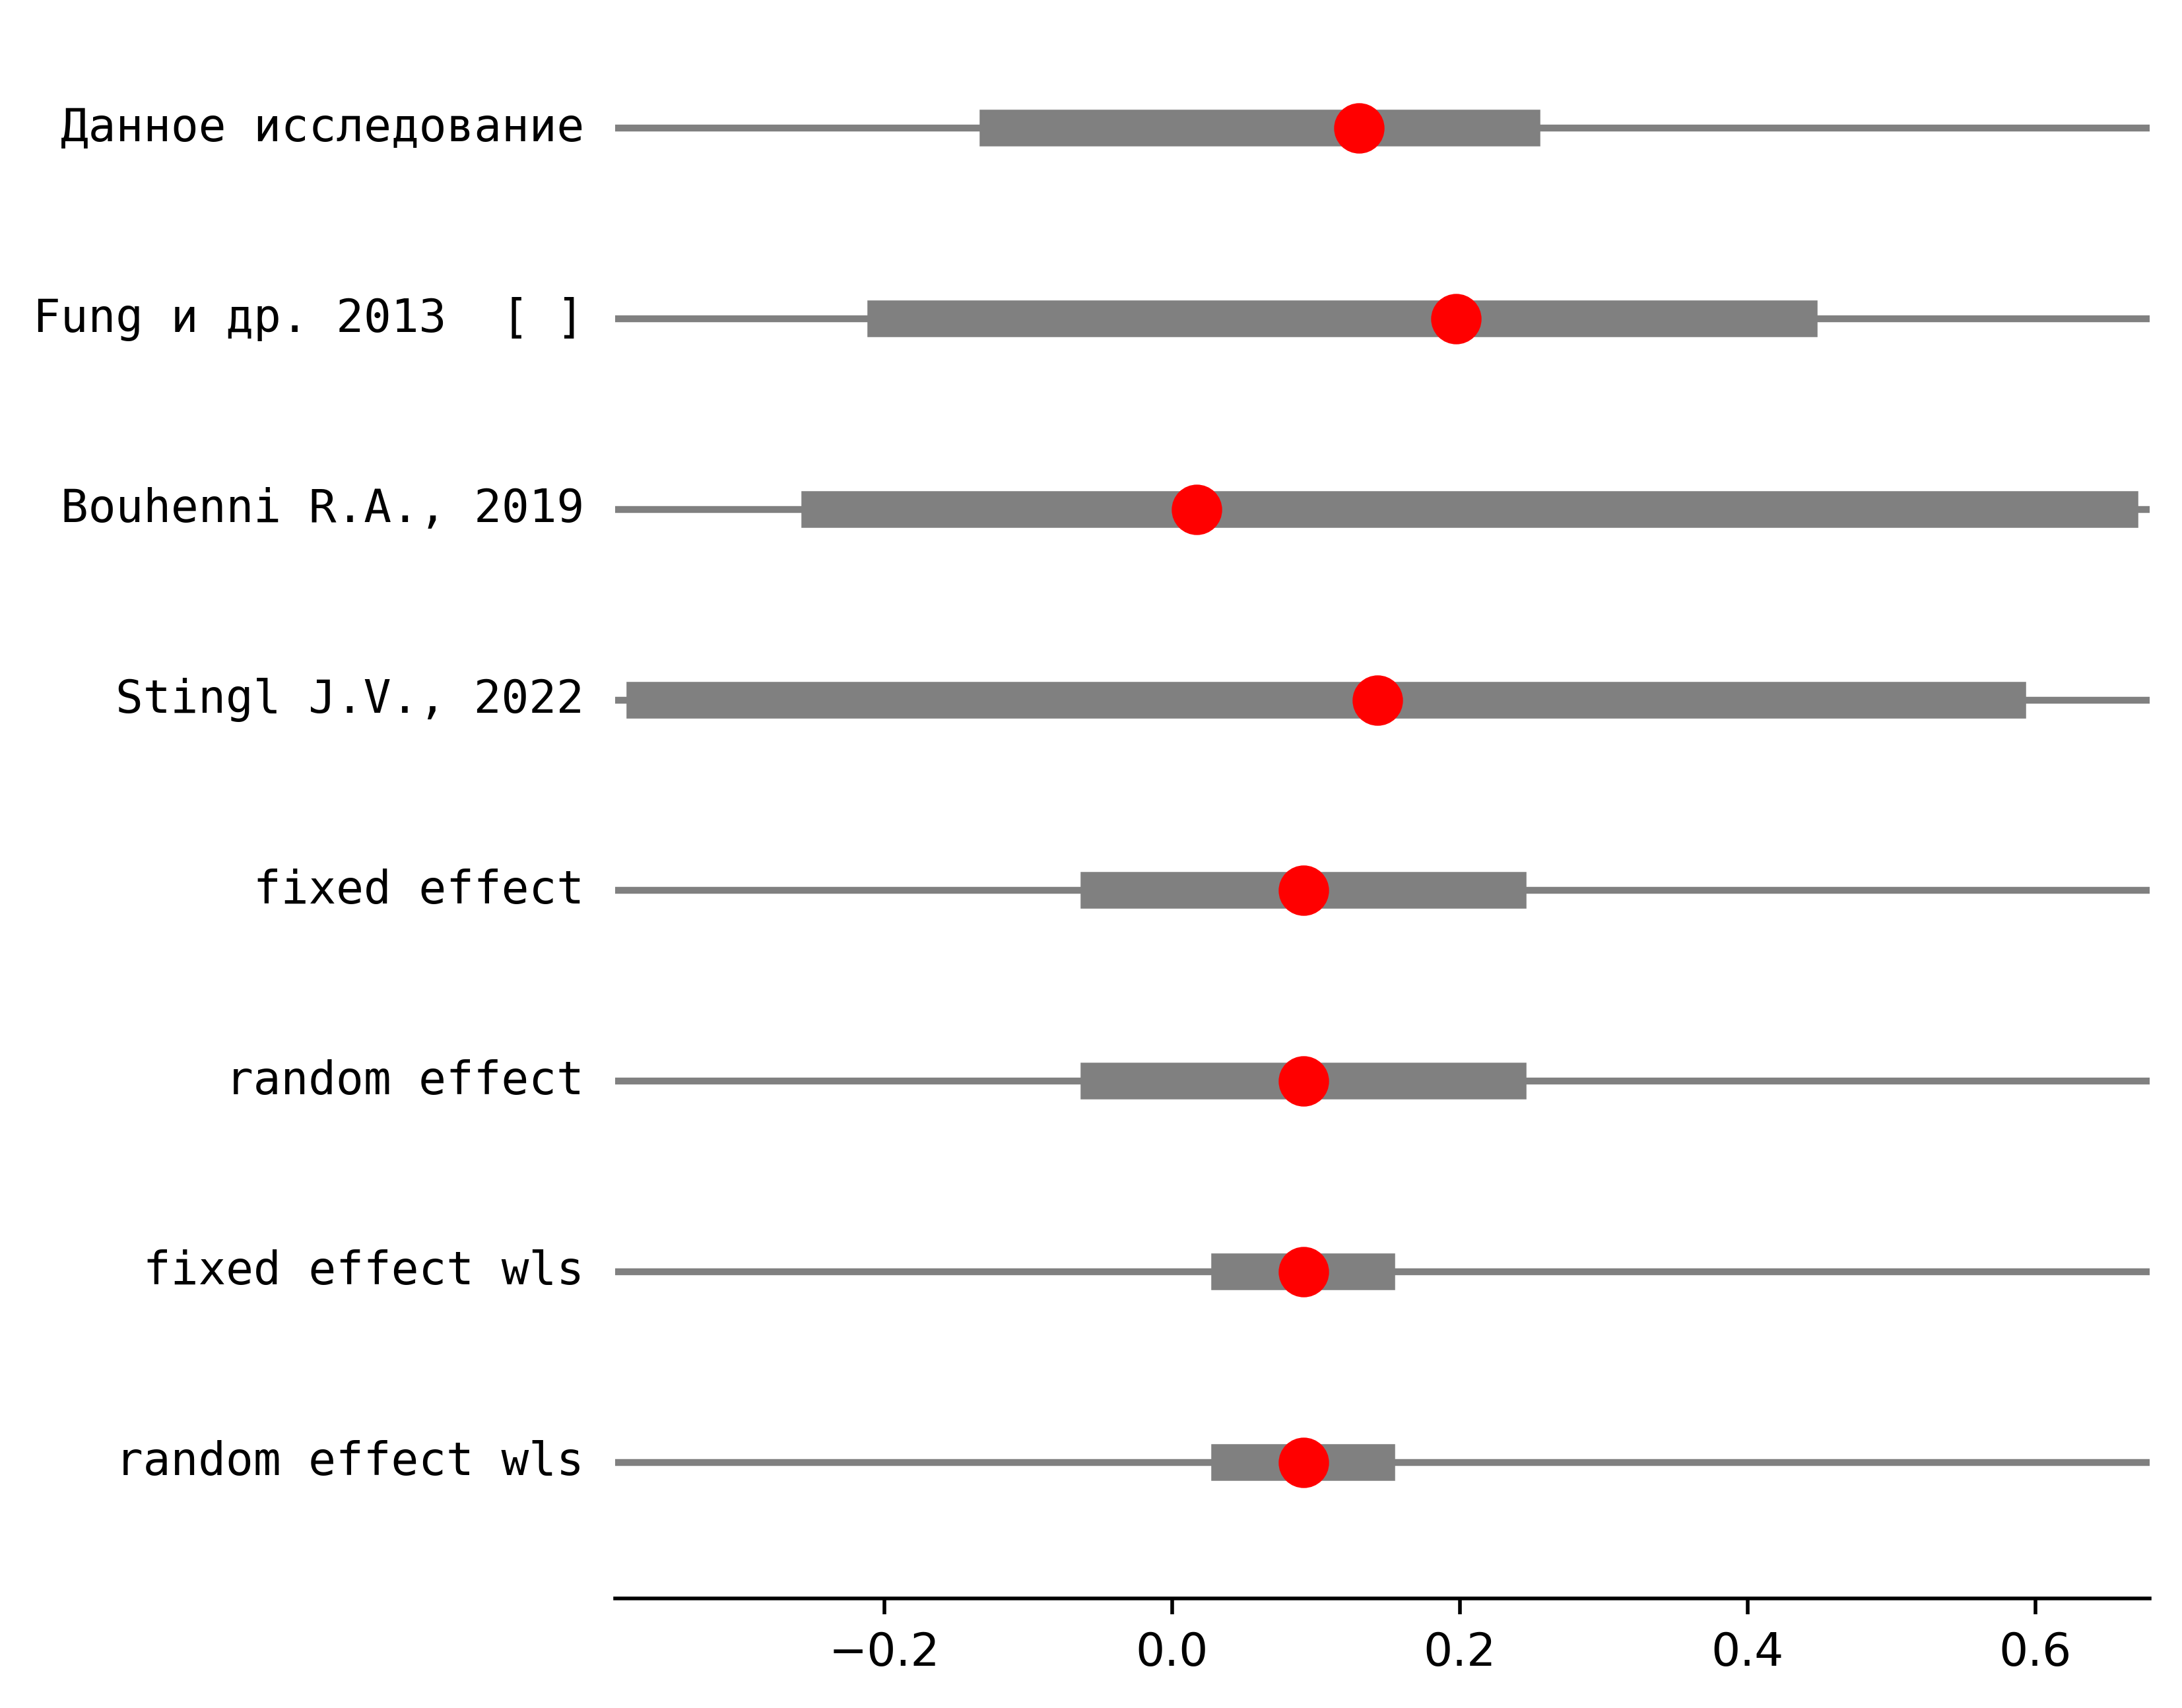 Данное исследование
Fung и др. 2013  [ ]
Bouhenni R.A., 2019
Stingl J.V., 2022
fixed effect
random effect
fixed effect wls
random effect wls
−0.2 0.0 0.2 0.4 0.6